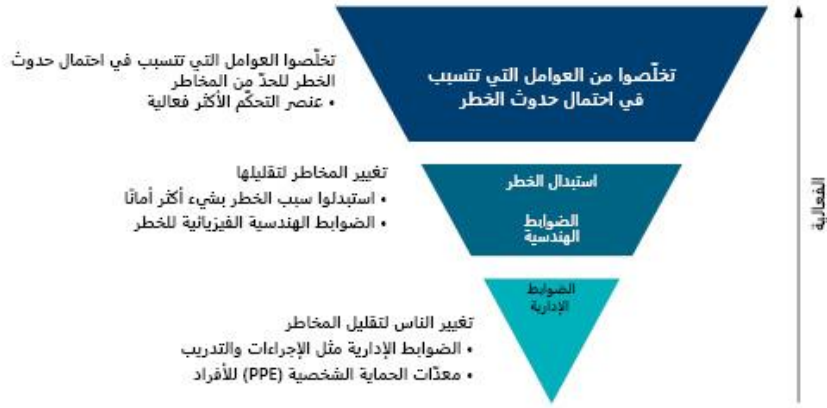 تخلّصوا من العوامل التي تتسبب
في احتمال حدوث الخطر
تخلّصوا العوامل التي تتسبب في احتمال حدوث
الخطر للحدّ من المخاطر
• عنصر التحكّم الأكثر فعالية
استبدال الخطر
الضوابط
الهندسية
تغيير المخاطر لتقليلها
• استبدلوا سبب الخطر بشيء أكثر أمانًا
• الضوابط الهندسية الفيزيائية للخطر
الضوابط
الإدارية
تغيير الناس لتقليل المخاطر
• الضوابط الإدارية مثل الإجراءات والتدريب
• معدّات الحماية الشخصية (PPE) للأفراد
الفعالية